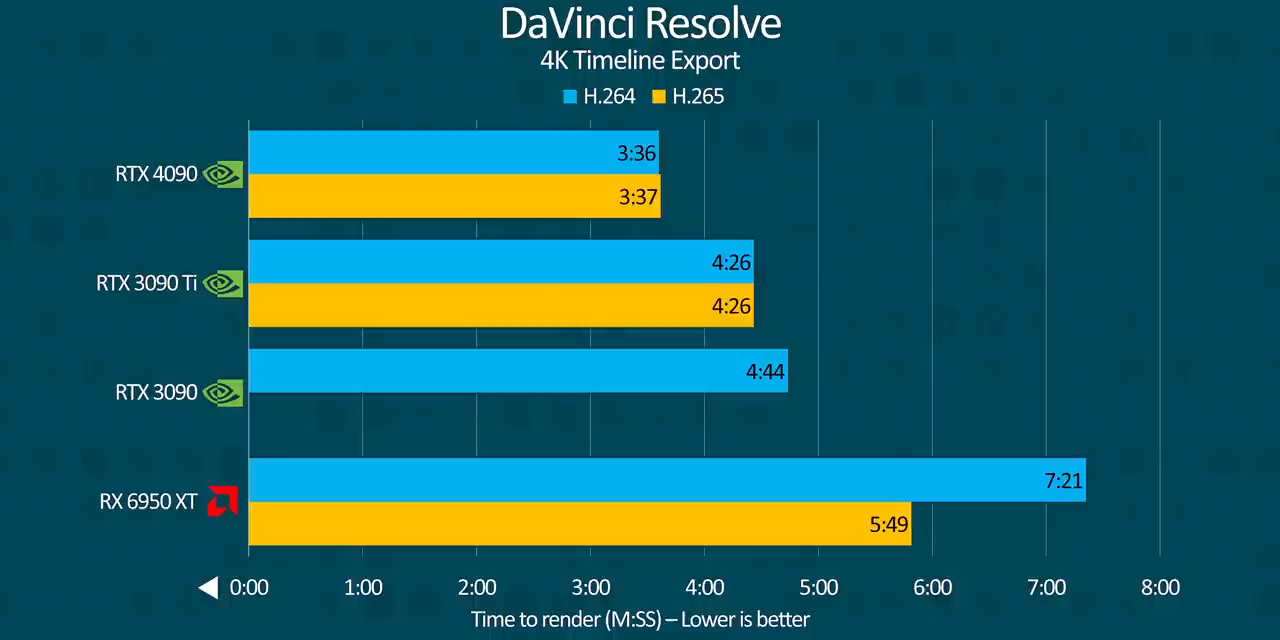 DaVinci Resolve
4K Timeline Export
H.264 H.265
RTX 4090 3:36
3:37
RTX 3090 Ti 4:26
4:26
RTX 3090 4:44
RX 6950 XT 7:21
5:49
0:00 1:00 2:00 3:00 4:00 5:00 6:00 7:00 8:00
Time to render (M:SS) – Lower is better